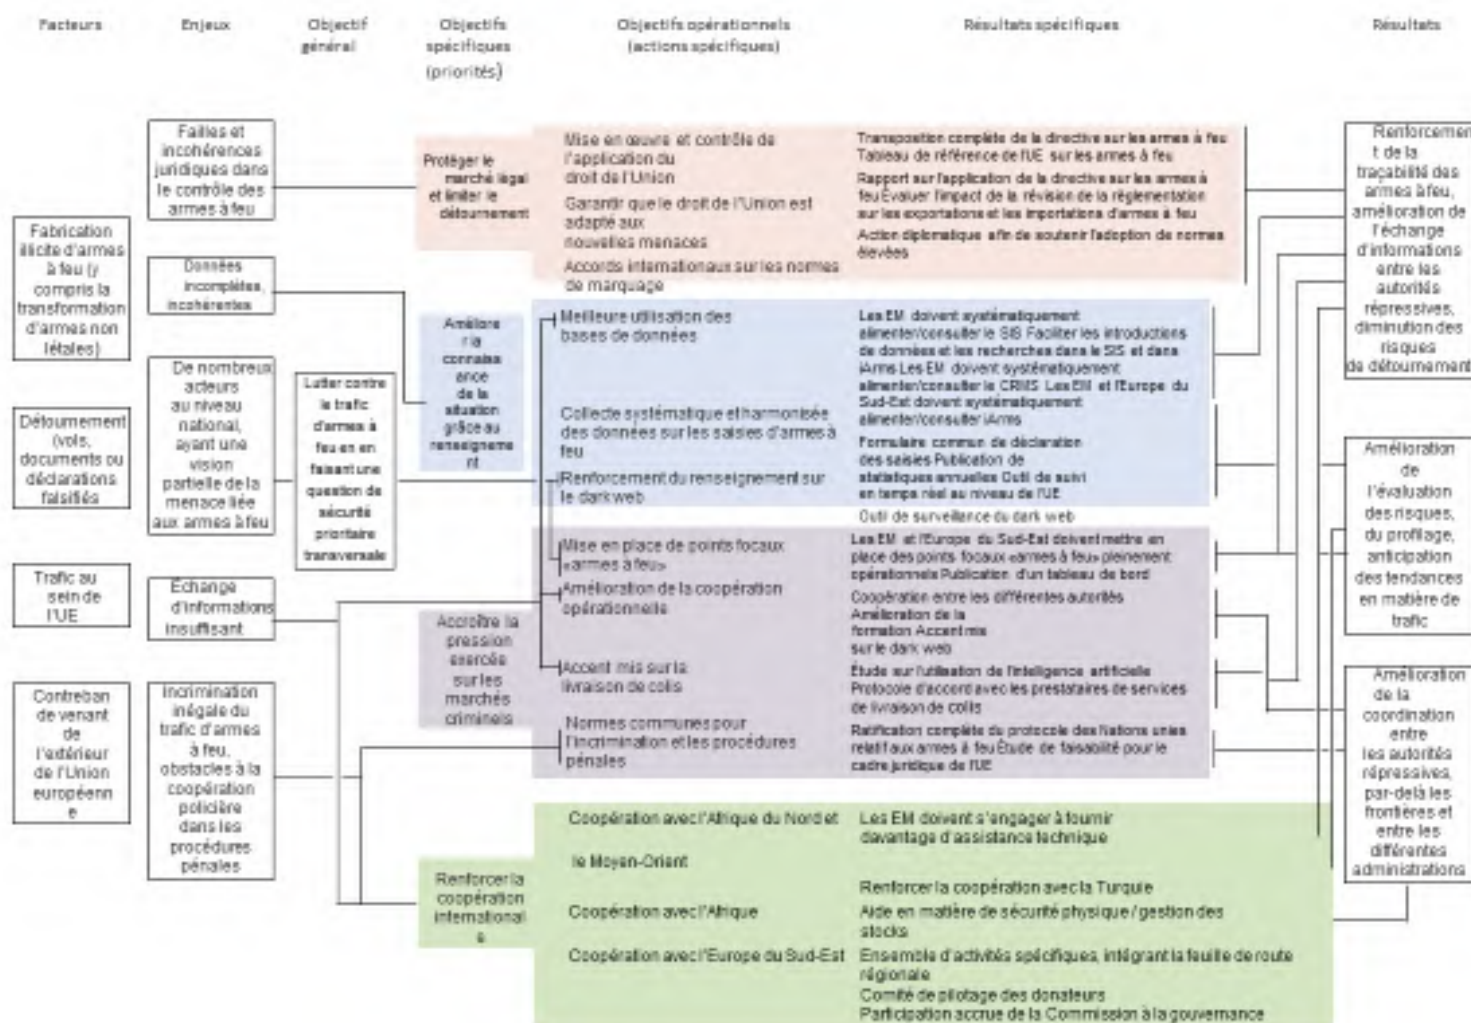 Facteurs
Enjeux
Objectif
général
Objectifs
spécifiques
(priorités)
Objectifs opérationnels
(actions spécifiques)
Résultats spécifiques
Résultats
Fabrication
illicite d'armes
à feu (y
compris la
transformation
d'armes non
létales)
Détournement
(vols,
documents ou
déclarations
falsifiés
Trafic au
sein de
l'UE
Contreban
de venant
de
l'extérieur
de l'Union
européenn
e
Failles et
incohérences
juridiques dans
le contrôle des
armes à feu
Données
incomplètes,
incohérentes
De nombreux
acteurs
au niveau
national,
ayant une
vision
partielle de la
menace liée
aux armes à feu
Échange
d'informations
insuffisant
Incrimination
inégale du
trafic d'armes
à feu,
obstacles à la
coopération
policière
dans les
procédures
pénales
Lutter contre
le trafic
d'armes à
feu en en
faisant une
question de
sécurité
prioritaire
transversale
Protéger le
marché légal
et limiter le
détournement
Mise en œuvre et contrôle de
l'application du
droit de l'Union
Garantir que le droit de l'Union est
adapté aux
nouvelles menaces
Accords internationaux sur les normes
de marquage
Transposition complète de la directive sur les armes à feu
Tableau de référence de l'UE sur les armes à feu
Rapport sur l'application de la directive sur les armes à
feu Évaluer l'impact de la révision de la réglementation
sur les exportations et les importations d'armes à feu
Action diplomatique afin de soutenir l'adoption de normes
élevées
Améliore
r la
connaiss
ance
de la
situation
grâce au
renseigneme
nt
Meilleure utilisation des
bases de données
Collecte systématique et harmonisée
des données sur les saisies d'armes à
feu
Renforcement du renseignement sur
le dark web
Les EM doivent systématiquement
alimenter/consulter le SIS Faciliter les introductions
de données et les recherches dans le SIS et dans
iArms Les EM doivent systématiquement
alimenter/consulter le CRMS Les EM et l'Europe du
Sud-Est doivent systématiquement
alimenter/consulter iArms
Formulaire commun de déclaration
des saisies Publication de
statistiques annuelles Outil de suivi
en temps réel au niveau de l'UE
Outil de surveillance du dark web
Accroître la
pression
exercée
sur les
marchés
criminels
Mise en place de points focaux
«armes à feu»
Amélioration de la coopération
opérationnelle
Accent mis sur la
livraison de colis
Normes communes pour
l'incrimination et les procédures
pénales
Les EM et l'Europe du Sud-Est doivent mettre en
place des points focaux «armes à feu» pleinement
opérationnels Publication d'un tableau de bord
Coopération entre les différentes autorités
Amélioration de la
formation Accent mis
sur le dark web
Étude sur l'utilisation de l'intelligence artificielle
Protocole d'accord avec les prestataires de services
de livraison de colis
Ratification complète du protocole des Nations unies
relatif aux armes à feu Étude de faisabilité pour le
cadre juridique de l'UE
Renforcer la
coopération
international
e
Coopération avec l'Afrique du Nord et
le Moyen-Orient
Coopération avec l'Afrique
Coopération avec l'Europe du Sud-Est
Les EM doivent s'engager à fournir
davantage d'assistance technique
Renforcer la coopération avec la Turquie
Aide en matière de sécurité physique / gestion des
stocks
Ensemble d'activités spécifiques, intégrant la feuille de route
régionale
Comité de pilotage des donateurs
Participation accrue de la Commission à la gouvernance
Renforcemen
t de la
traçabilité des
armes à feu,
amélioration de
l'échange
d'informations
entre les
autorités
répressives,
diminution des
risques
de détournement
Amélioration
de
l'évaluation
des risques,
du profilage,
anticipation
des tendances
en matière de
trafic
Amélioration
de la
coordination
entre
les autorités
répressives,
par-delà les
frontières et
entre les
différentes
administrations